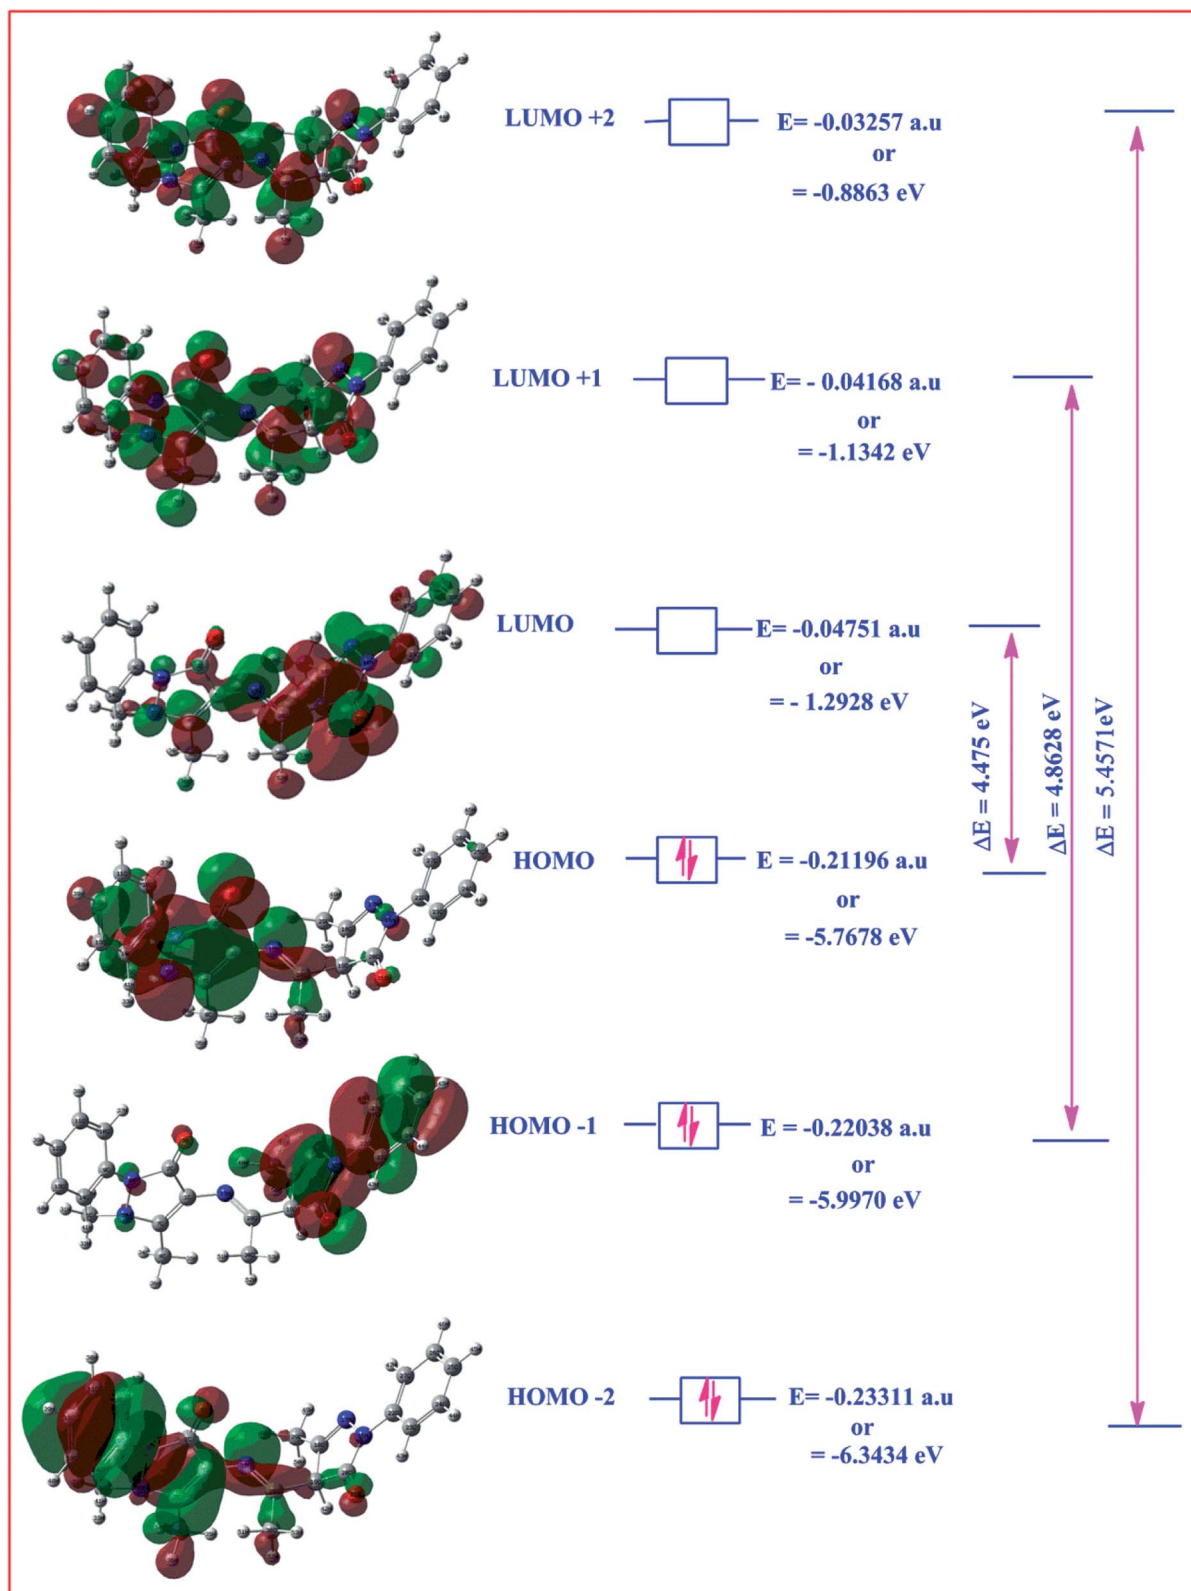 LUMO +2
E= -0.03257 a.u
or
= -0.8863 eV
LUMO +1
E= - 0.04168 a.u
or
= -1.1342 eV
LUMO
E= -0.04751 a.u
or
= - 1.2928 eV
ΔE = 4.475 eV
ΔE = 4.8628 eV
ΔE = 5.4571eV
HOMO
E = -0.21196 a.u
or
= -5.7678 eV
HOMO -1
E = -0.22038 a.u
or
= -5.9970 eV
HOMO -2
E= -0.23311 a.u
or
= -6.3434 eV